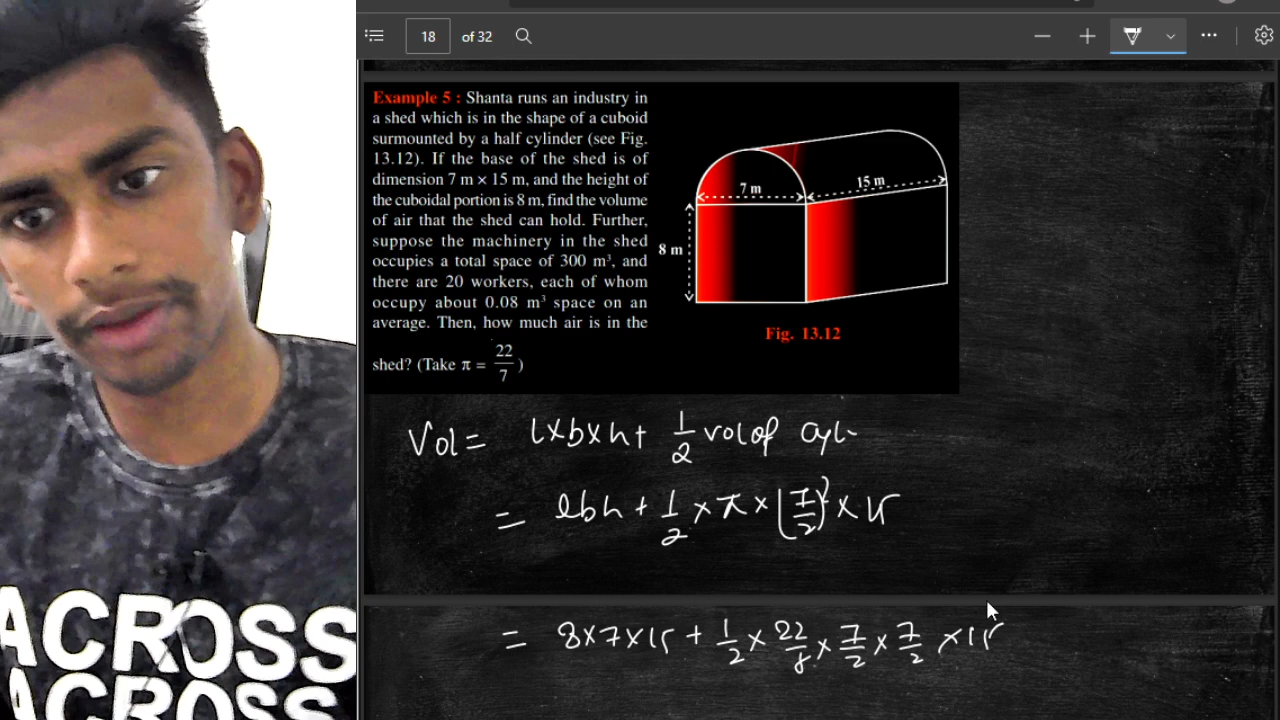 18 of 32
Example 5 : Shanta runs an industry in
a shed which is in the shape of a cuboid
surmounted by a half cylinder (see Fig.
13.12). If the base of the shed is of
dimension 7 m × 15 m, and the height of
the cuboidal portion is 8 m, find the volume
of air that the shed can hold. Further,
suppose the machinery in the shed
occupies a total space of 300 m³, and
there are 20 workers, each of whom
occupy about 0.08 m³ space on an
average. Then, how much air is in the
shed? (Take π = 22/7)
7 m
15 m
8 m
Fig. 13.12
Vol = l×b×h + 1/2 vol of cyl.
= lbh + 1/2 × π × (7/2)² × 15
= 8×7×15 + 1/2 × 22/7 × 7/2 × 7/2 × 15
ACROSS
ACROSS